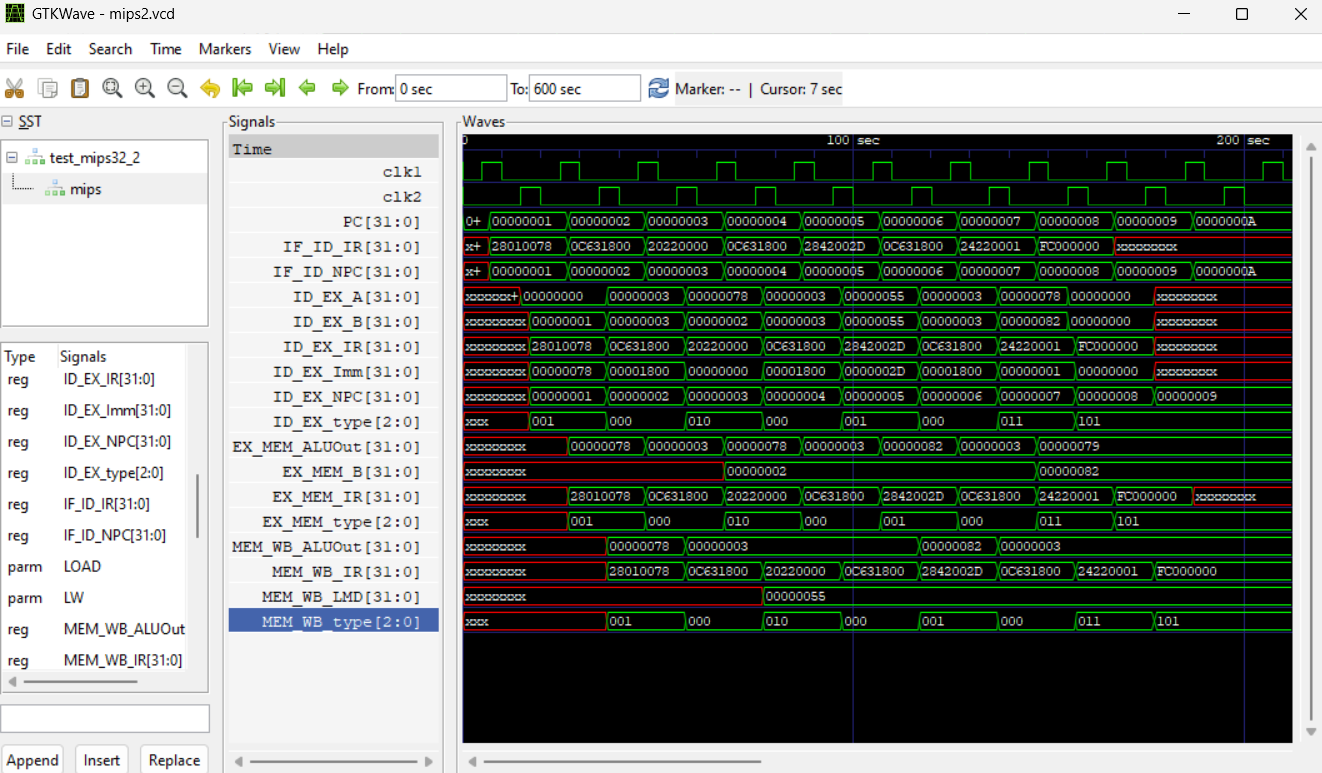 GTKWave - mips2.vcd
File Edit Search Time Markers View Help
From: 0 sec To: 600 sec Marker: -- | Cursor: 7 sec
SST
test_mips32_2
mips
Type Signals
reg ID_EX_IR[31:0]
reg ID_EX_Imm[31:0]
reg ID_EX_NPC[31:0]
reg ID_EX_type[2:0]
reg IF_ID_IR[31:0]
reg IF_ID_NPC[31:0]
parm LOAD
parm LW
reg MEM_WB_ALUOut
reg MEM_WB_IR[31:0]
Append Insert Replace
Signals
Waves
Time 0 100 sec 200 sec
clk1
clk2
PC[31:0] 0+ 00000001 00000002 00000003 00000004 00000005 00000006 00000007 00000008 00000009 0000000A
IF_ID_IR[31:0] x+ 28010078 0C631800 20220000 0C631800 2842002D 0C631800 24220001 FC000000 xxxxxxxx
IF_ID_NPC[31:0] x+ 00000001 00000002 00000003 00000004 00000005 00000006 00000007 00000008 00000009 0000000A
ID_EX_A[31:0] xxxxxx+ 00000000 00000003 00000078 00000003 00000055 00000003 00000078 00000000 xxxxxxxx
ID_EX_B[31:0] xxxxxxxx 00000001 00000003 00000002 00000003 00000055 00000003 00000082 00000000 xxxxxxxx
ID_EX_IR[31:0] xxxxxxxx 28010078 0C631800 20220000 0C631800 2842002D 0C631800 24220001 FC000000 xxxxxxxx
ID_EX_Imm[31:0] xxxxxxxx 00000078 00001800 00000000 00001800 0000002D 00001800 00000001 00000000 xxxxxxxx
ID_EX_NPC[31:0] xxxxxxxx 00000001 00000002 00000003 00000004 00000005 00000006 00000007 00000008 00000009
ID_EX_type[2:0] xxx 001 000 010 000 001 000 011 101
EX_MEM_ALUOut[31:0] xxxxxxxx 00000078 00000003 00000078 00000003 00000082 00000003 00000079
EX_MEM_B[31:0] xxxxxxxx 00000002 00000082
EX_MEM_IR[31:0] xxxxxxxx 28010078 0C631800 20220000 0C631800 2842002D 0C631800 24220001 FC000000 xxxxxxxx
EX_MEM_type[2:0] xxx 001 000 010 000 001 000 011 101
MEM_WB_ALUOut[31:0] xxxxxxxx 00000078 00000003 00000082 00000003
MEM_WB_IR[31:0] xxxxxxxx 28010078 0C631800 20220000 0C631800 2842002D 0C631800 24220001 FC000000
MEM_WB_LMD[31:0] xxxxxxxx 00000055
MEM_WB_type[2:0] xxx 001 000 010 000 001 000 011 101